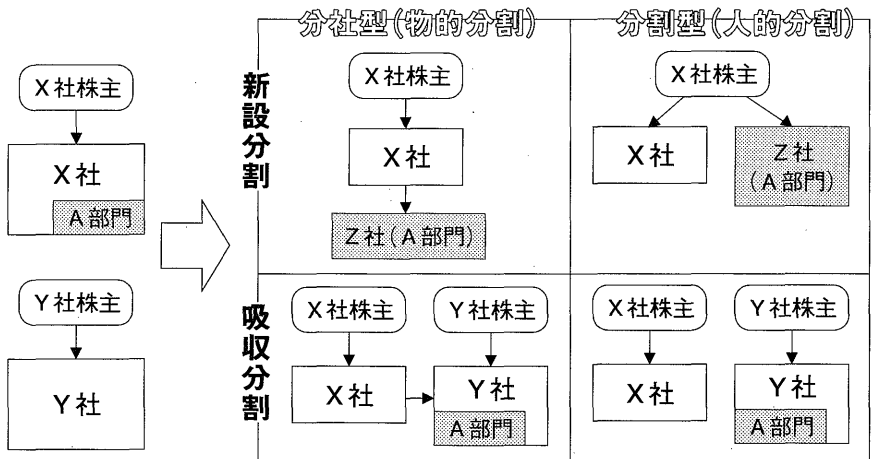 分社型(物的分割)
分割型(人的分割)
X社株主
X社
A部門
Y社株主
Y社
新設分割
X社株主
X社
Z社(A部門)
X社株主
X社
Z社
(A部門)
吸収分割
X社株主
Y社株主
X社
Y社
A部門
X社株主
Y社株主
X社
Y社
A部門